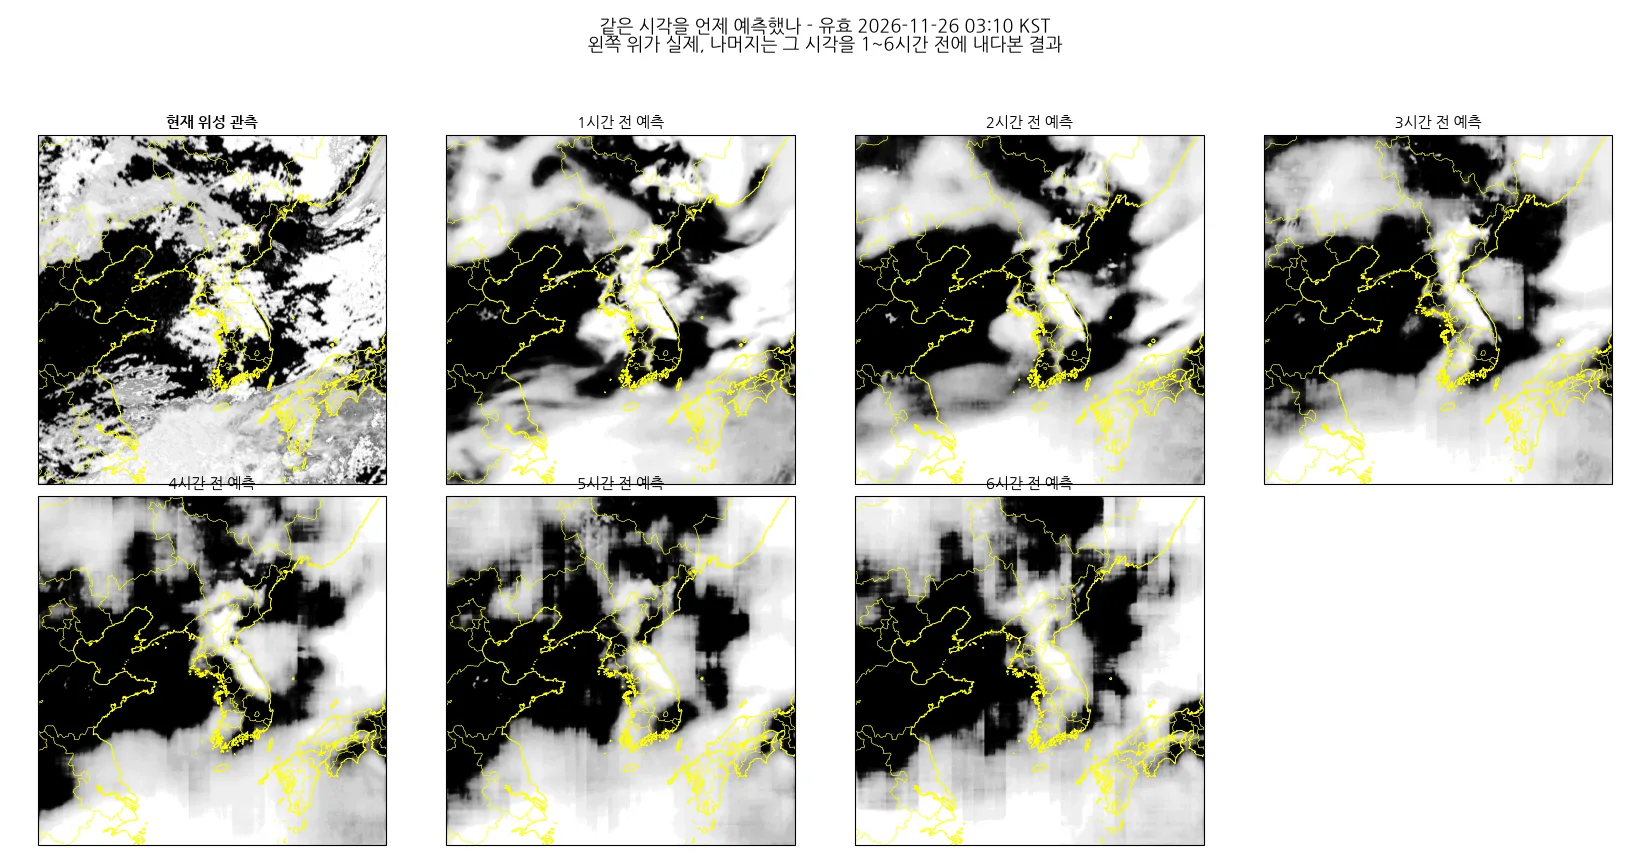 같은 시각을 언제 예측했나 - 유효 2026-11-26 03:10 KST
왼쪽 위가 실제, 나머지는 그 시각을 1~6시간 전에 내다본 결과
현재 위성 관측
1시간 전 예측
2시간 전 예측
3시간 전 예측
4시간 전 예측
5시간 전 예측
6시간 전 예측